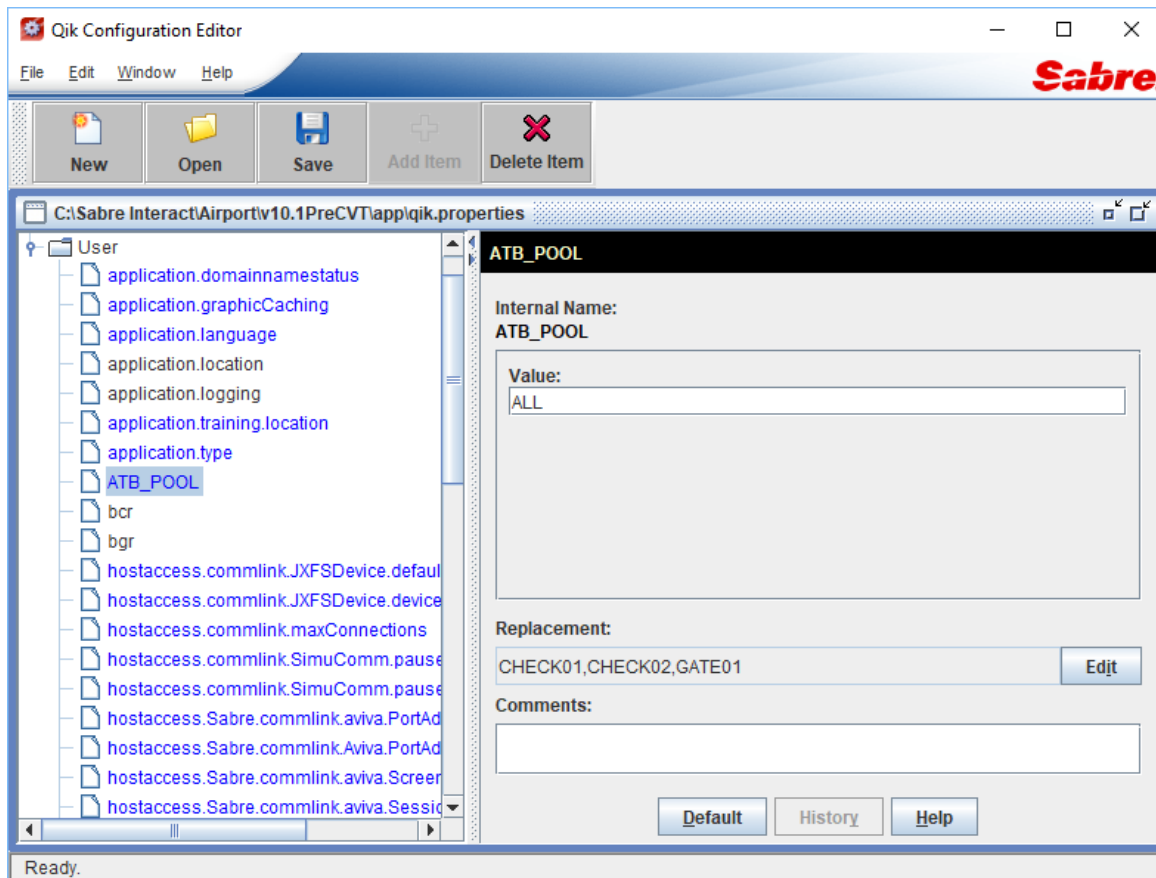 Qik Configuration Editor
File Edit Window Help
Sabre
New Open Save Add Item Delete Item
C:\Sabre Interact\Airport\v10.1PreCVT\app\qik.properties
User
application.domainnamestatus
application.graphicCaching
application.language
application.location
application.logging
application.training.location
application.type
ATB_POOL
bcr
bgr
hostaccess.commlink.JXFSDevice.defaul
hostaccess.commlink.JXFSDevice.device
hostaccess.commlink.maxConnections
hostaccess.commlink.SimuComm.pause
hostaccess.commlink.SimuComm.pause
hostaccess.Sabre.commlink.aviva.PortAd
hostaccess.Sabre.commlink.Aviva.PortAd
hostaccess.Sabre.commlink.aviva.Screen
hostaccess.Sabre.commlink.aviva.Sessio
ATB_POOL
Internal Name:
ATB_POOL
Value:
ALL
Replacement:
CHECK01,CHECK02,GATE01 Edit
Comments:
Default History Help
Ready.